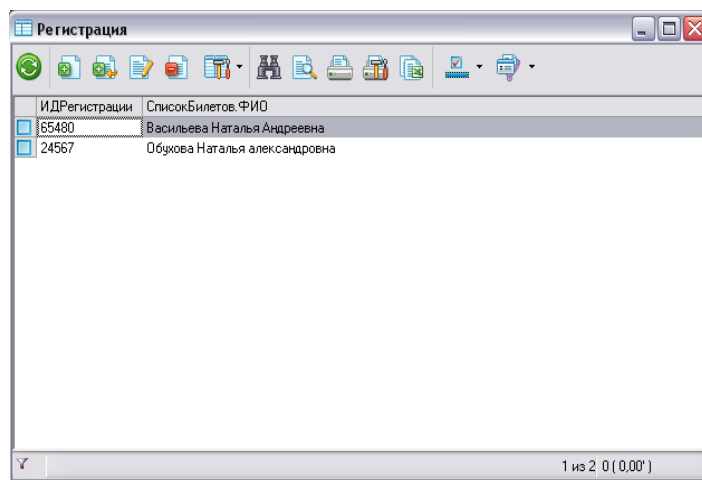 Регистрация
ИДРегистрации СписокБилетов.ФИО
65480 Васильева Наталья Андреевна
24567 Обухова Наталья александровна
1 из 2 0 ( 0,00' )